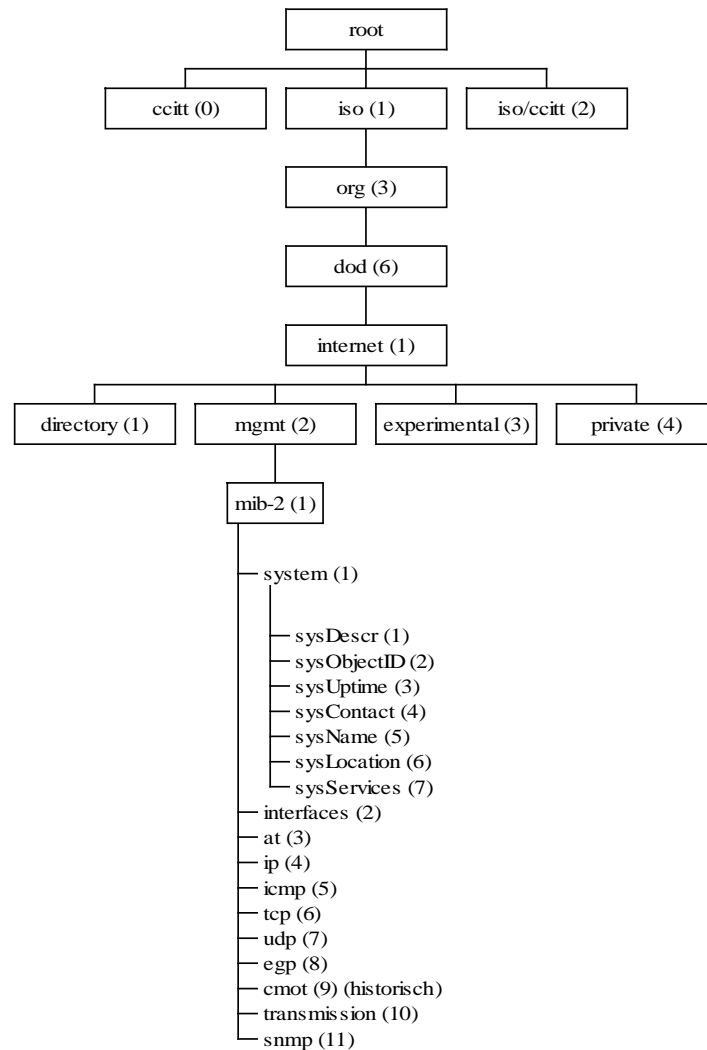 root
ccitt (0) iso (1) iso/ccitt (2)
org (3)
dod (6)
internet (1)
directory (1) mgmt (2) experimental (3) private (4)
mib-2 (1)
system (1)
sysDescr (1)
sysObjectID (2)
sysUptime (3)
sysContact (4)
sysName (5)
sysLocation (6)
sysServices (7)
interfaces (2)
at (3)
ip (4)
icmp (5)
tcp (6)
udp (7)
egp (8)
cmot (9) (historisch)
transmission (10)
snmp (11)